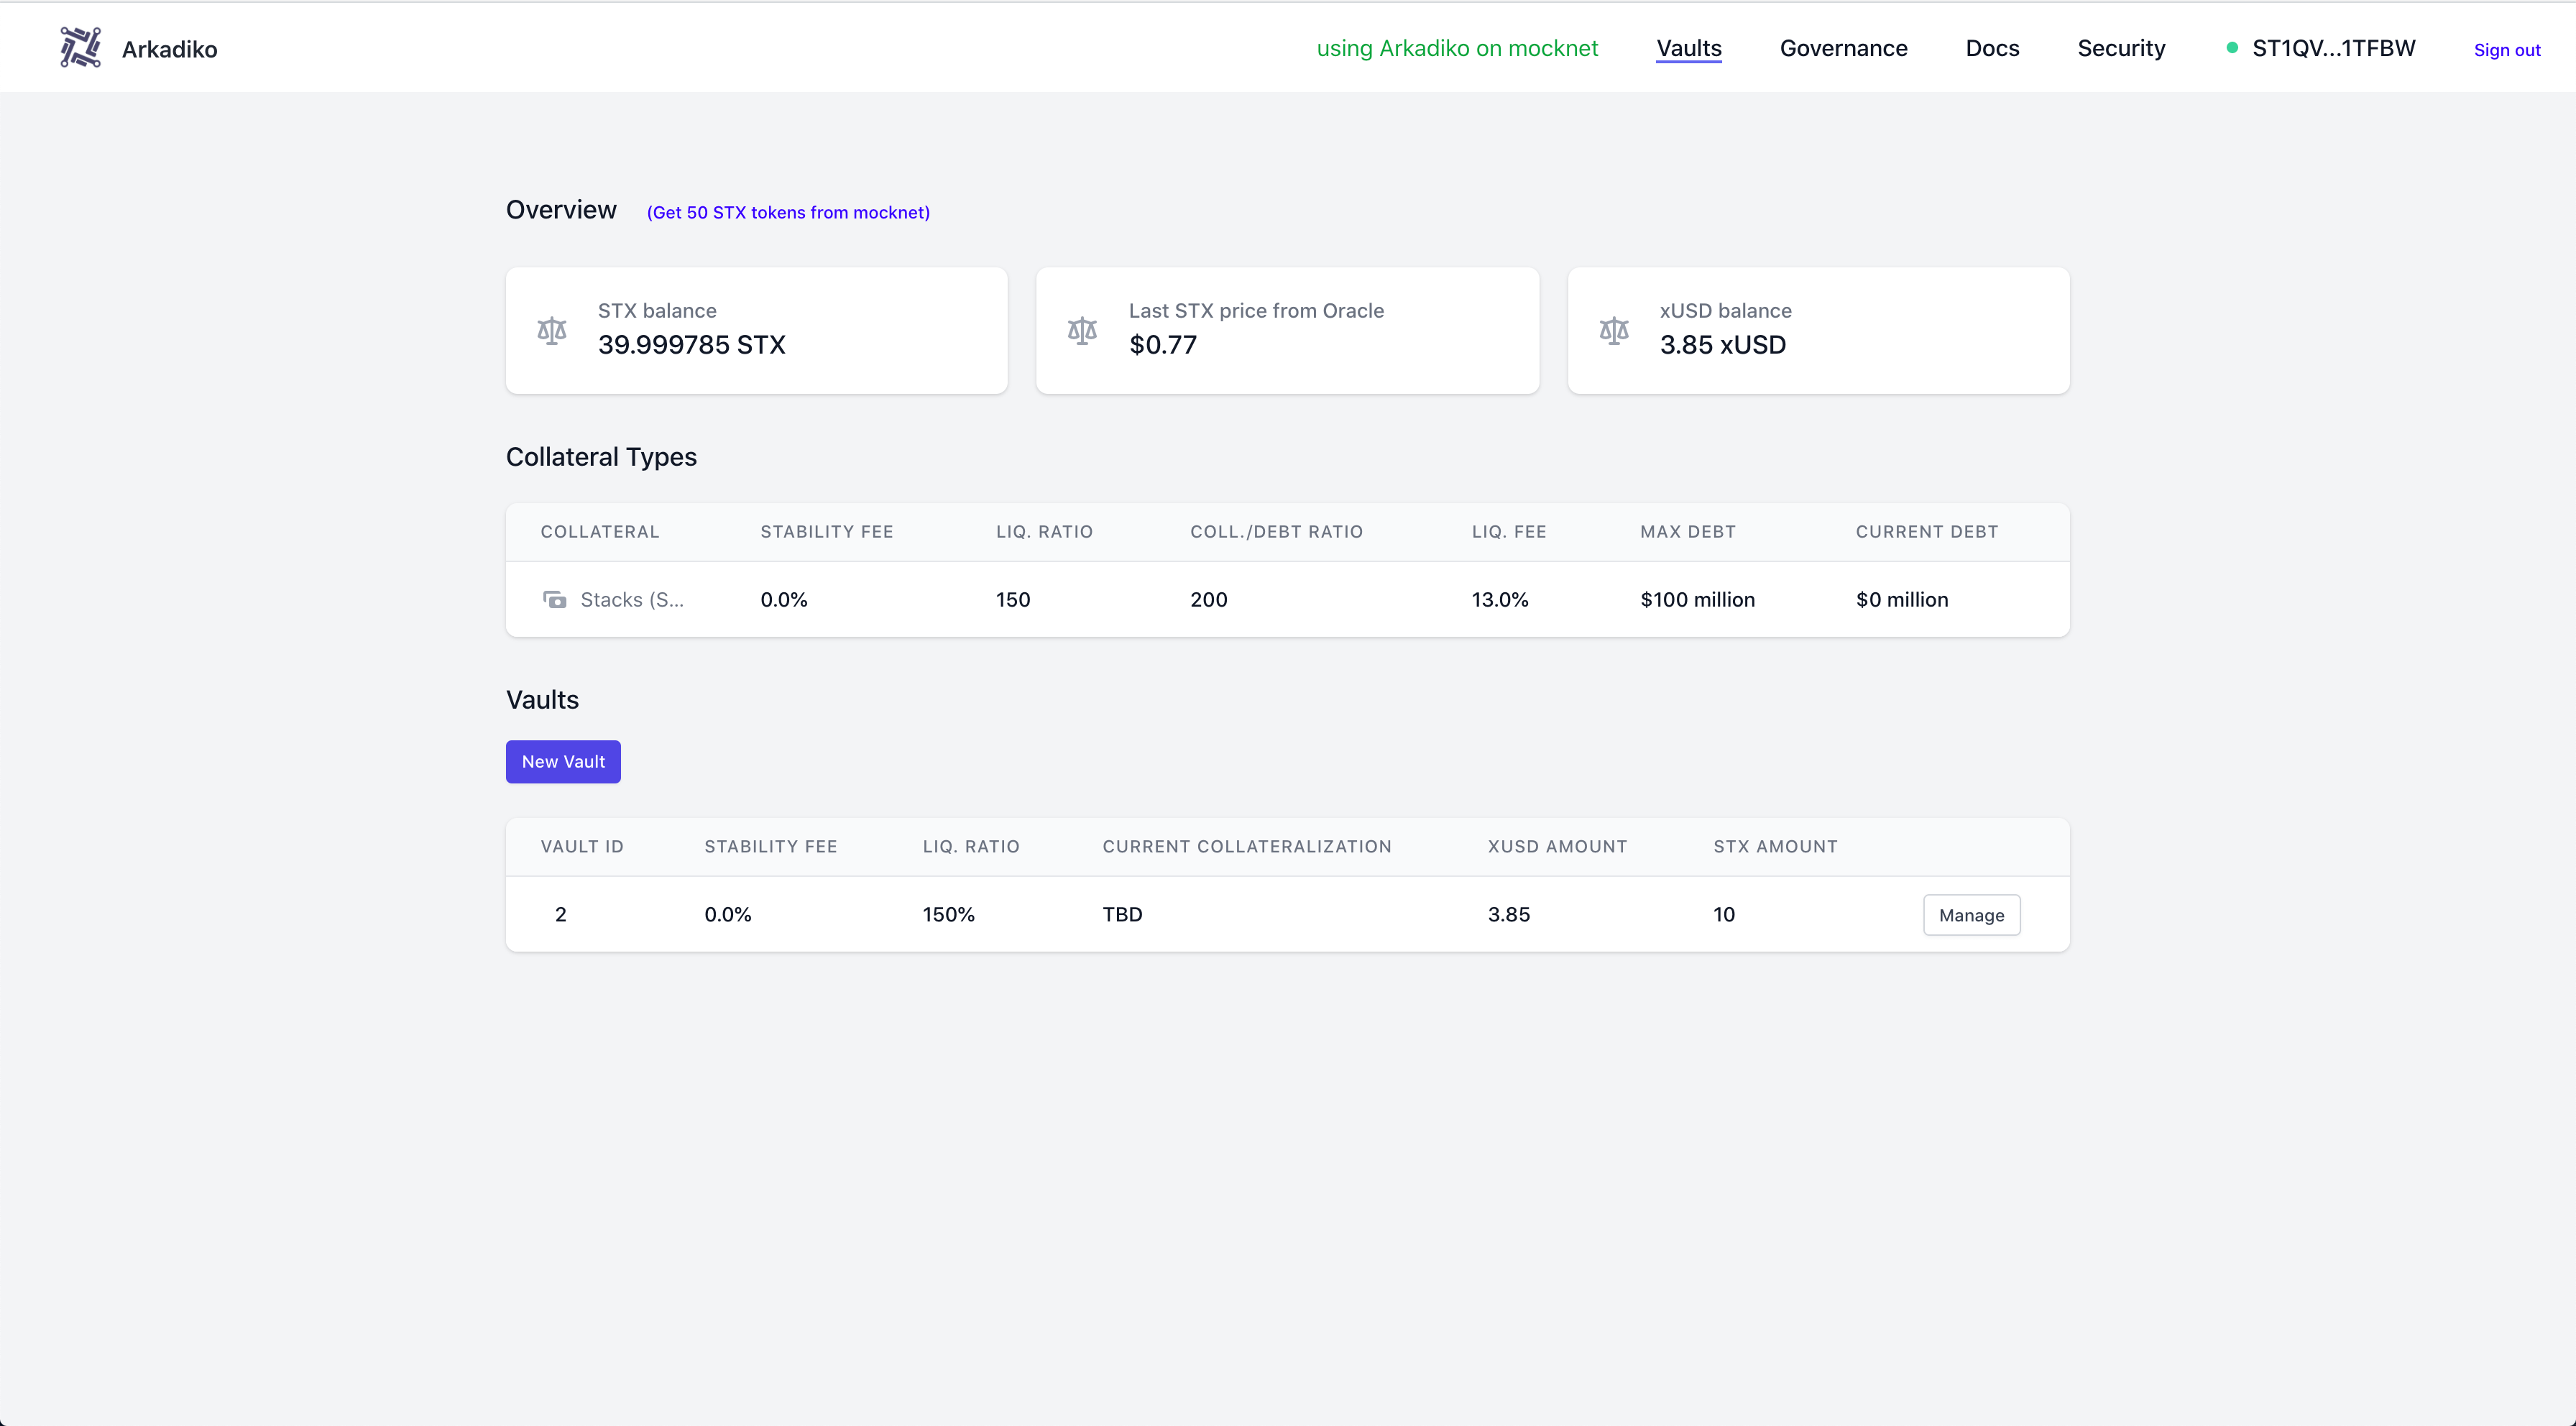 Arkadiko
using Arkadiko on mocknet Vaults Governance Docs Security ST1QV...1TFBW Sign out
Overview (Get 50 STX tokens from mocknet)
STX balance
39.999785 STX
Last STX price from Oracle
$0.77
xUSD balance
3.85 xUSD
Collateral Types
COLLATERAL STABILITY FEE LIQ. RATIO COLL./DEBT RATIO LIQ. FEE MAX DEBT CURRENT DEBT
Stacks (S... 0.0% 150 200 13.0% $100 million $0 million
Vaults
New Vault
VAULT ID STABILITY FEE LIQ. RATIO CURRENT COLLATERALIZATION XUSD AMOUNT STX AMOUNT
2 0.0% 150% TBD 3.85 10 Manage